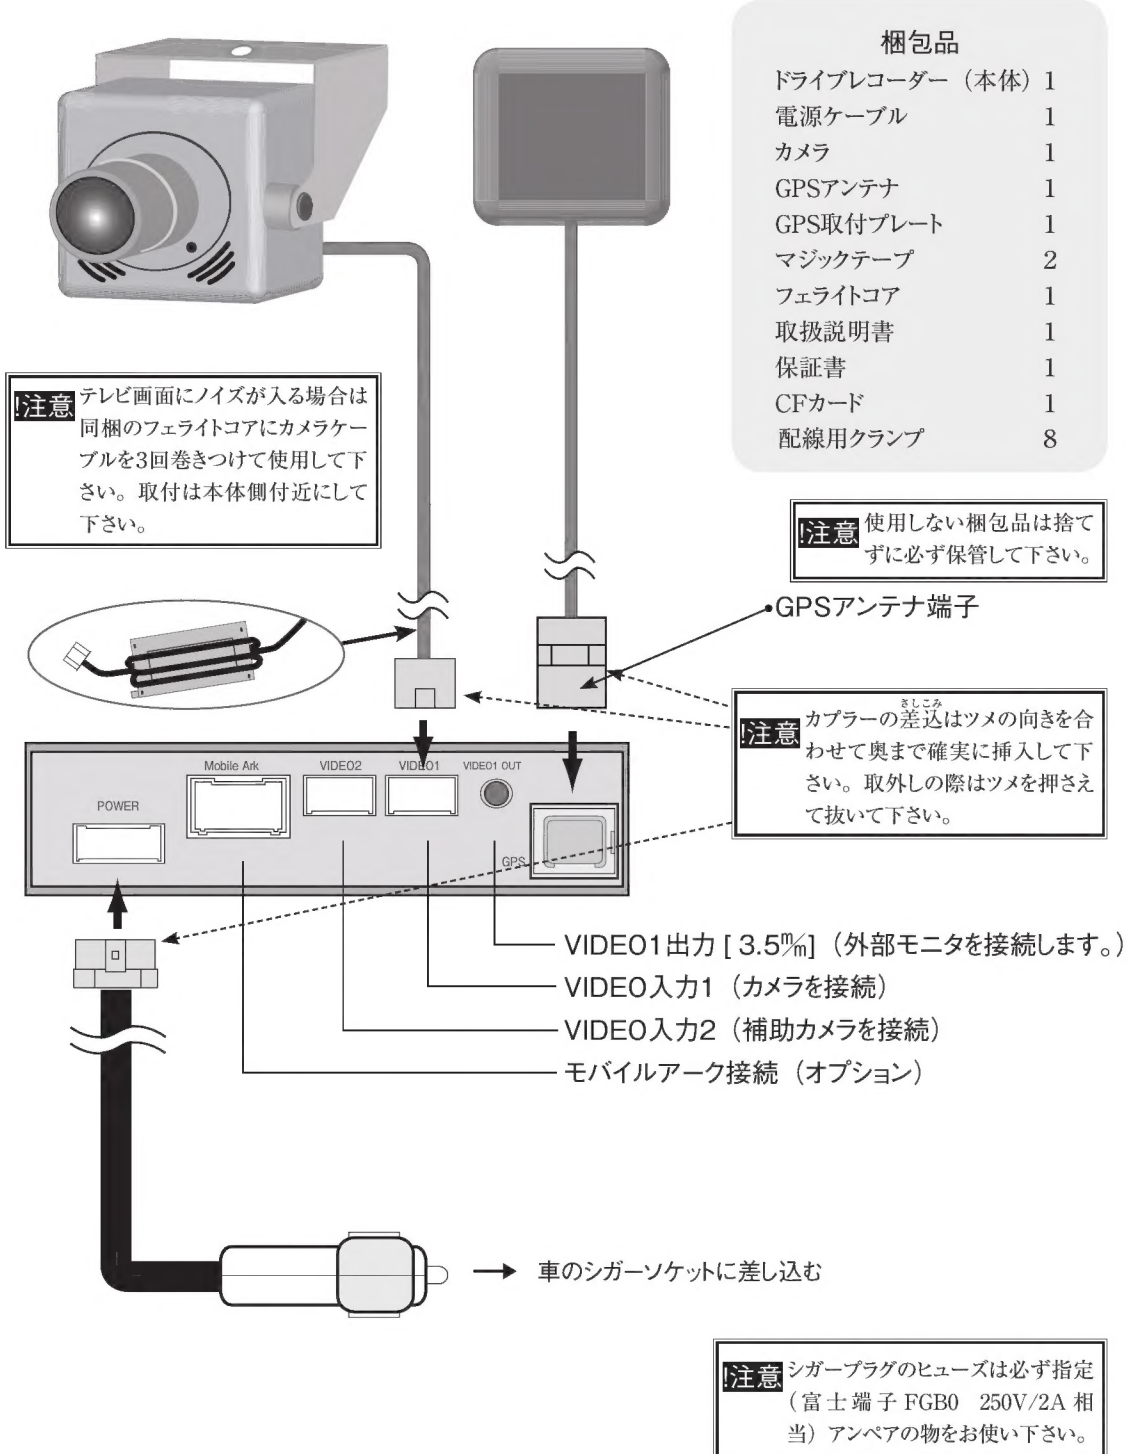 梱包品
ドライブレコーダー（本体） 1
電源ケーブル 1
カメラ 1
GPSアンテナ 1
GPS取付プレート 1
マジックテープ 2
フェライトコア 1
取扱説明書 1
保証書 1
CFカード 1
配線用クランプ 8
!注意 テレビ画面にノイズが入る場合は
同梱のフェライトコアにカメラケー
ブルを3回巻きつけて使用して下
さい。取付は本体側付近にして
下さい。
!注意 使用しない梱包品は捨て
ずに必ず保管して下さい。
•GPSアンテナ端子
さしこみ
!注意 カプラーの差込はツメの向きを合
わせて奥まで確実に挿入して下
さい。取外しの際はツメを押さえ
て抜いて下さい。
Mobile Ark VIDEO2 VIDEO1 VIDEO1 OUT
POWER
GPS
VIDEO1出力 [ 3.5㎜]（外部モニタを接続します。）
VIDEO入力1（カメラを接続）
VIDEO入力2（補助カメラを接続）
モバイルアーク接続（オプション）
車のシガーソケットに差し込む
!注意 シガープラグのヒューズは必ず指定
（富士端子 FGB0 250V/2A 相
当）アンペアの物をお使い下さい。